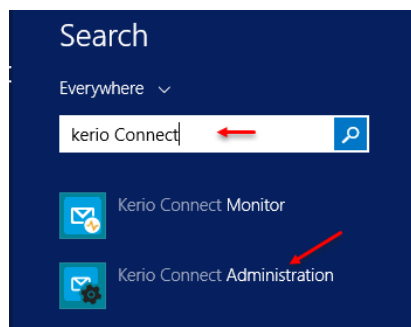 Search
Everywhere
kerio Connect
Kerio Connect Monitor
Kerio Connect Administration